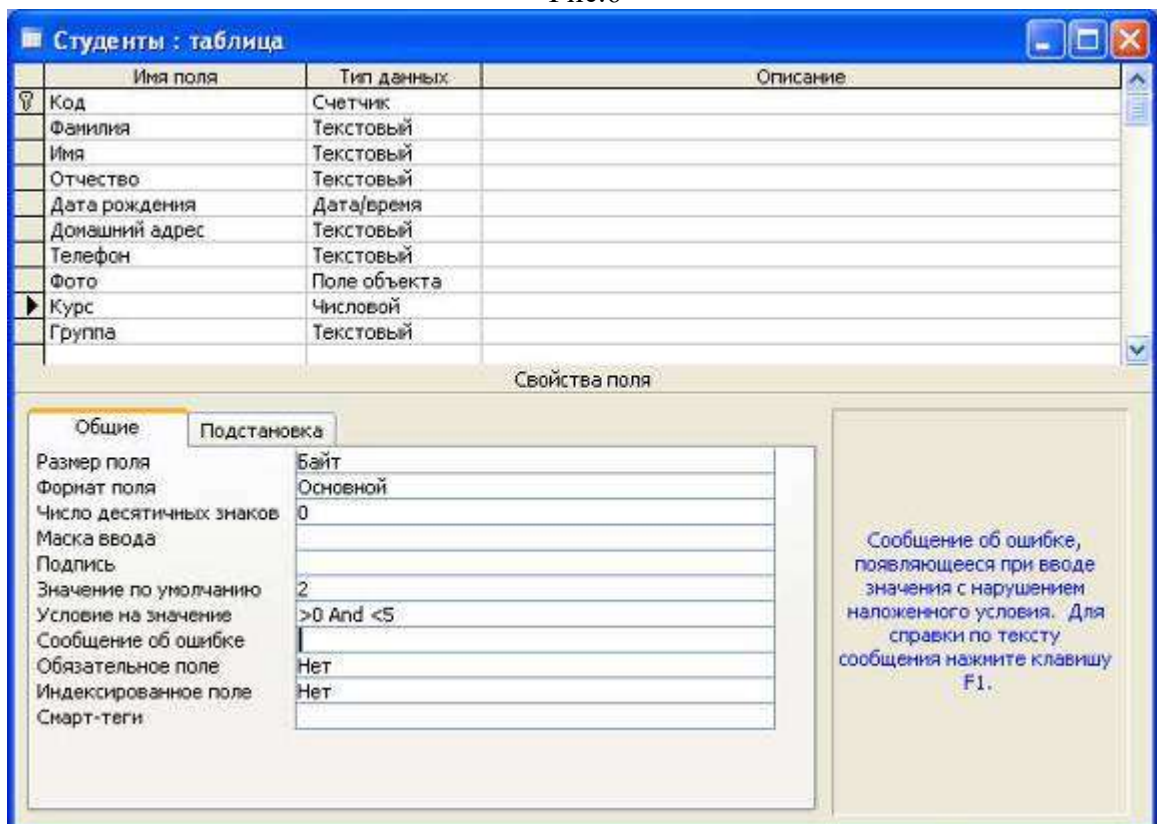 Студенты : таблица
Имя поля Тип данных Описание
Код Счетчик
Фамилия Текстовый
Имя Текстовый
Отчество Текстовый
Дата рождения Дата/время
Домашний адрес Текстовый
Телефон Текстовый
Фото Поле объекта
Курс Числовой
Группа Текстовый
Свойства поля
Общие Подстановка
Размер поля Байт
Формат поля Основной
Число десятичных знаков 0
Маска ввода
Подпись
Значение по умолчанию 2
Условие на значение >0 And <5
Сообщение об ошибке
Обязательное поле Нет
Индексированное поле Нет
Смарт-теги
Сообщение об ошибке,
появляющееся при вводе
значения с нарушением
наложенного условия. Для
справки по тексту
сообщения нажмите клавишу
F1.